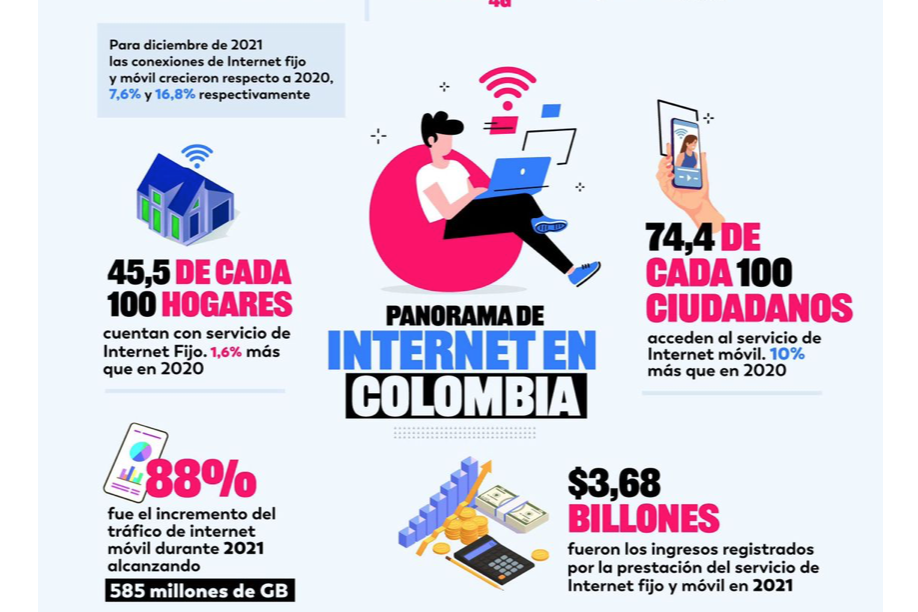 4G
Para diciembre de 2021
las conexiones de Internet fijo
y móvil crecieron respecto a 2020,
7,6% y 16,8% respectivamente
45,5 DE CADA
100 HOGARES
cuentan con servicio de
Internet Fijo. 1,6% más
que en 2020
PANORAMA DE
INTERNET EN
COLOMBIA
74,4 DE
CADA 100
CIUDADANOS
acceden al servicio de
Internet móvil. 10%
más que en 2020
88%
fue el incremento del
tráfico de internet
móvil durante 2021
alcanzando
585 millones de GB
$3,68
BILLONES
fueron los ingresos registrados
por la prestación del servicio de
Internet fijo y móvil en 2021